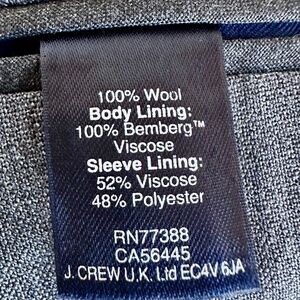 100% Wool
Body Lining:
100% Bemberg™
Viscose
Sleeve Lining:
52% Viscose
48% Polyester
RN77388
CA56445
J. CREW U.K. Ltd EC4V 6JA